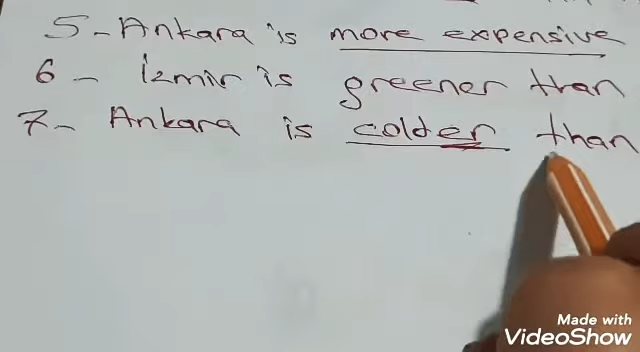 5- Ankara is more expensive
6- İzmir is greener than
7- Ankara is colder than
Made with
VideoShow